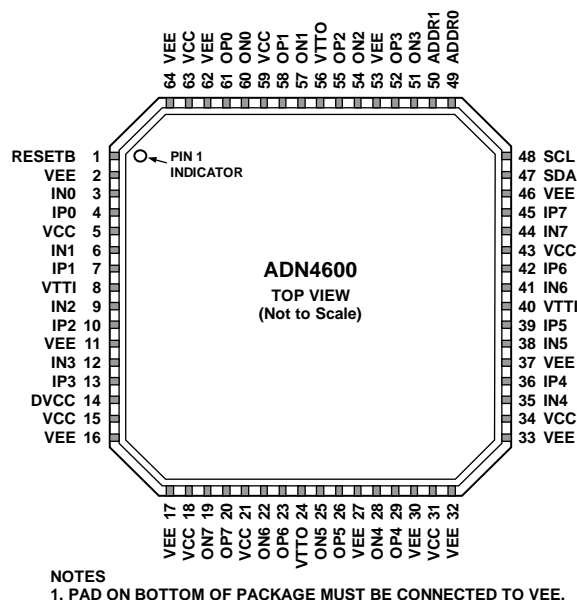 64 VEE
63 VCC
62 VEE
61 OP0
60 ON0
59 VCC
58 OP1
57 ON1
56 VTTO
55 OP2
54 ON2
53 VEE
52 OP3
51 ON3
50 ADDR1
49 ADDR0
RESETB 1
VEE 2
IN0 3
IP0 4
VCC 5
IN1 6
IP1 7
VTTI 8
IN2 9
IP2 10
VEE 11
IN3 12
IP3 13
DVCC 14
VCC 15
VEE 16
PIN 1
INDICATOR
ADN4600
TOP VIEW
(Not to Scale)
48 SCL
47 SDA
46 VEE
45 IP7
44 IN7
43 VCC
42 IP6
41 IN6
40 VTTI
39 IP5
38 IN5
37 VEE
36 IP4
35 IN4
34 VCC
33 VEE
VEE 17
VCC 18
ON7 19
OP7 20
VCC 21
ON6 22
OP6 23
VTTO 24
ON5 25
OP5 26
VEE 27
ON4 28
OP4 29
VEE 30
VCC 31
VEE 32
NOTES
1. PAD ON BOTTOM OF PACKAGE MUST BE CONNECTED TO VEE.